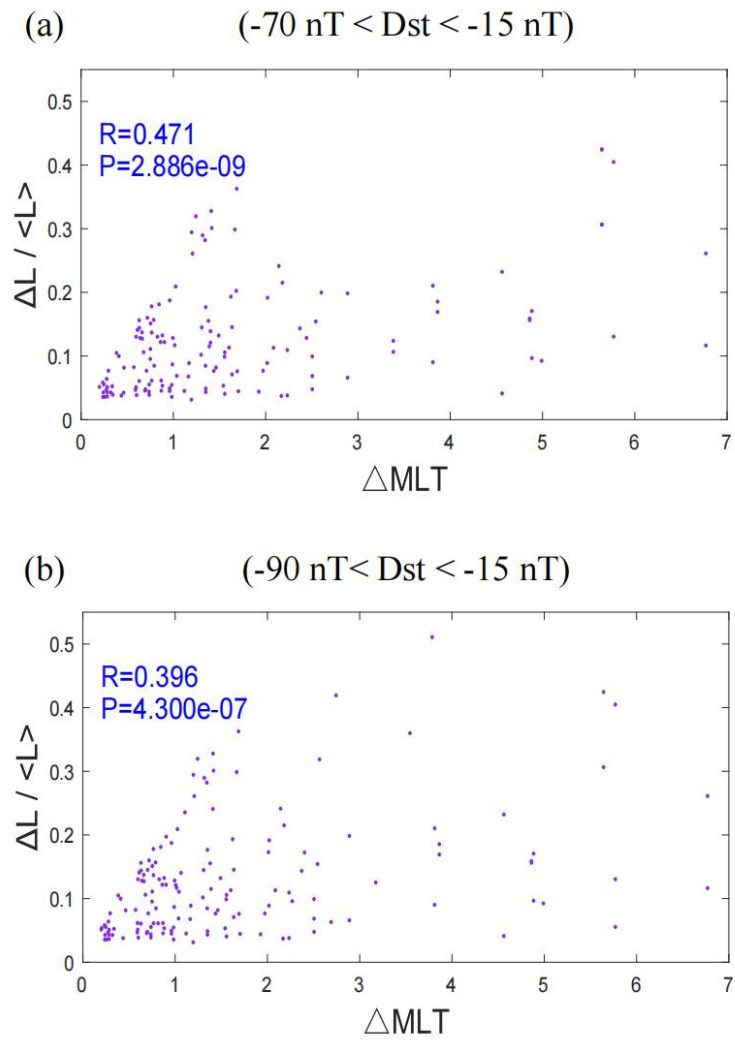 (a) (-70 nT < Dst < -15 nT)
R=0.471
P=2.886e-09
0.5
0.4
0.3
0.2
0.1
0
ΔL / <L>
0 1 2 3 4 5 6 7
△MLT
(b) (-90 nT< Dst < -15 nT)
R=0.396
P=4.300e-07
0.5
0.4
0.3
0.2
0.1
0
ΔL / <L>
0 1 2 3 4 5 6 7
△MLT